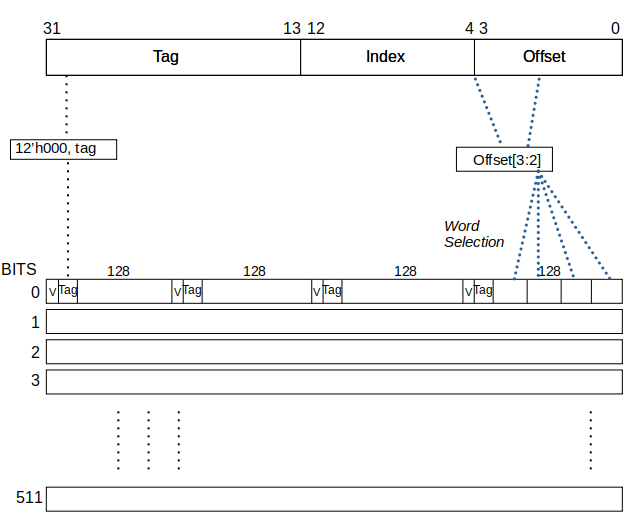 31 13 12 4 3 0
Tag Index Offset
12'h000, tag
Offset[3:2]
Word
Selection
BITS 128 128 128 128
0 V Tag V Tag V Tag V Tag
1
2
3
511